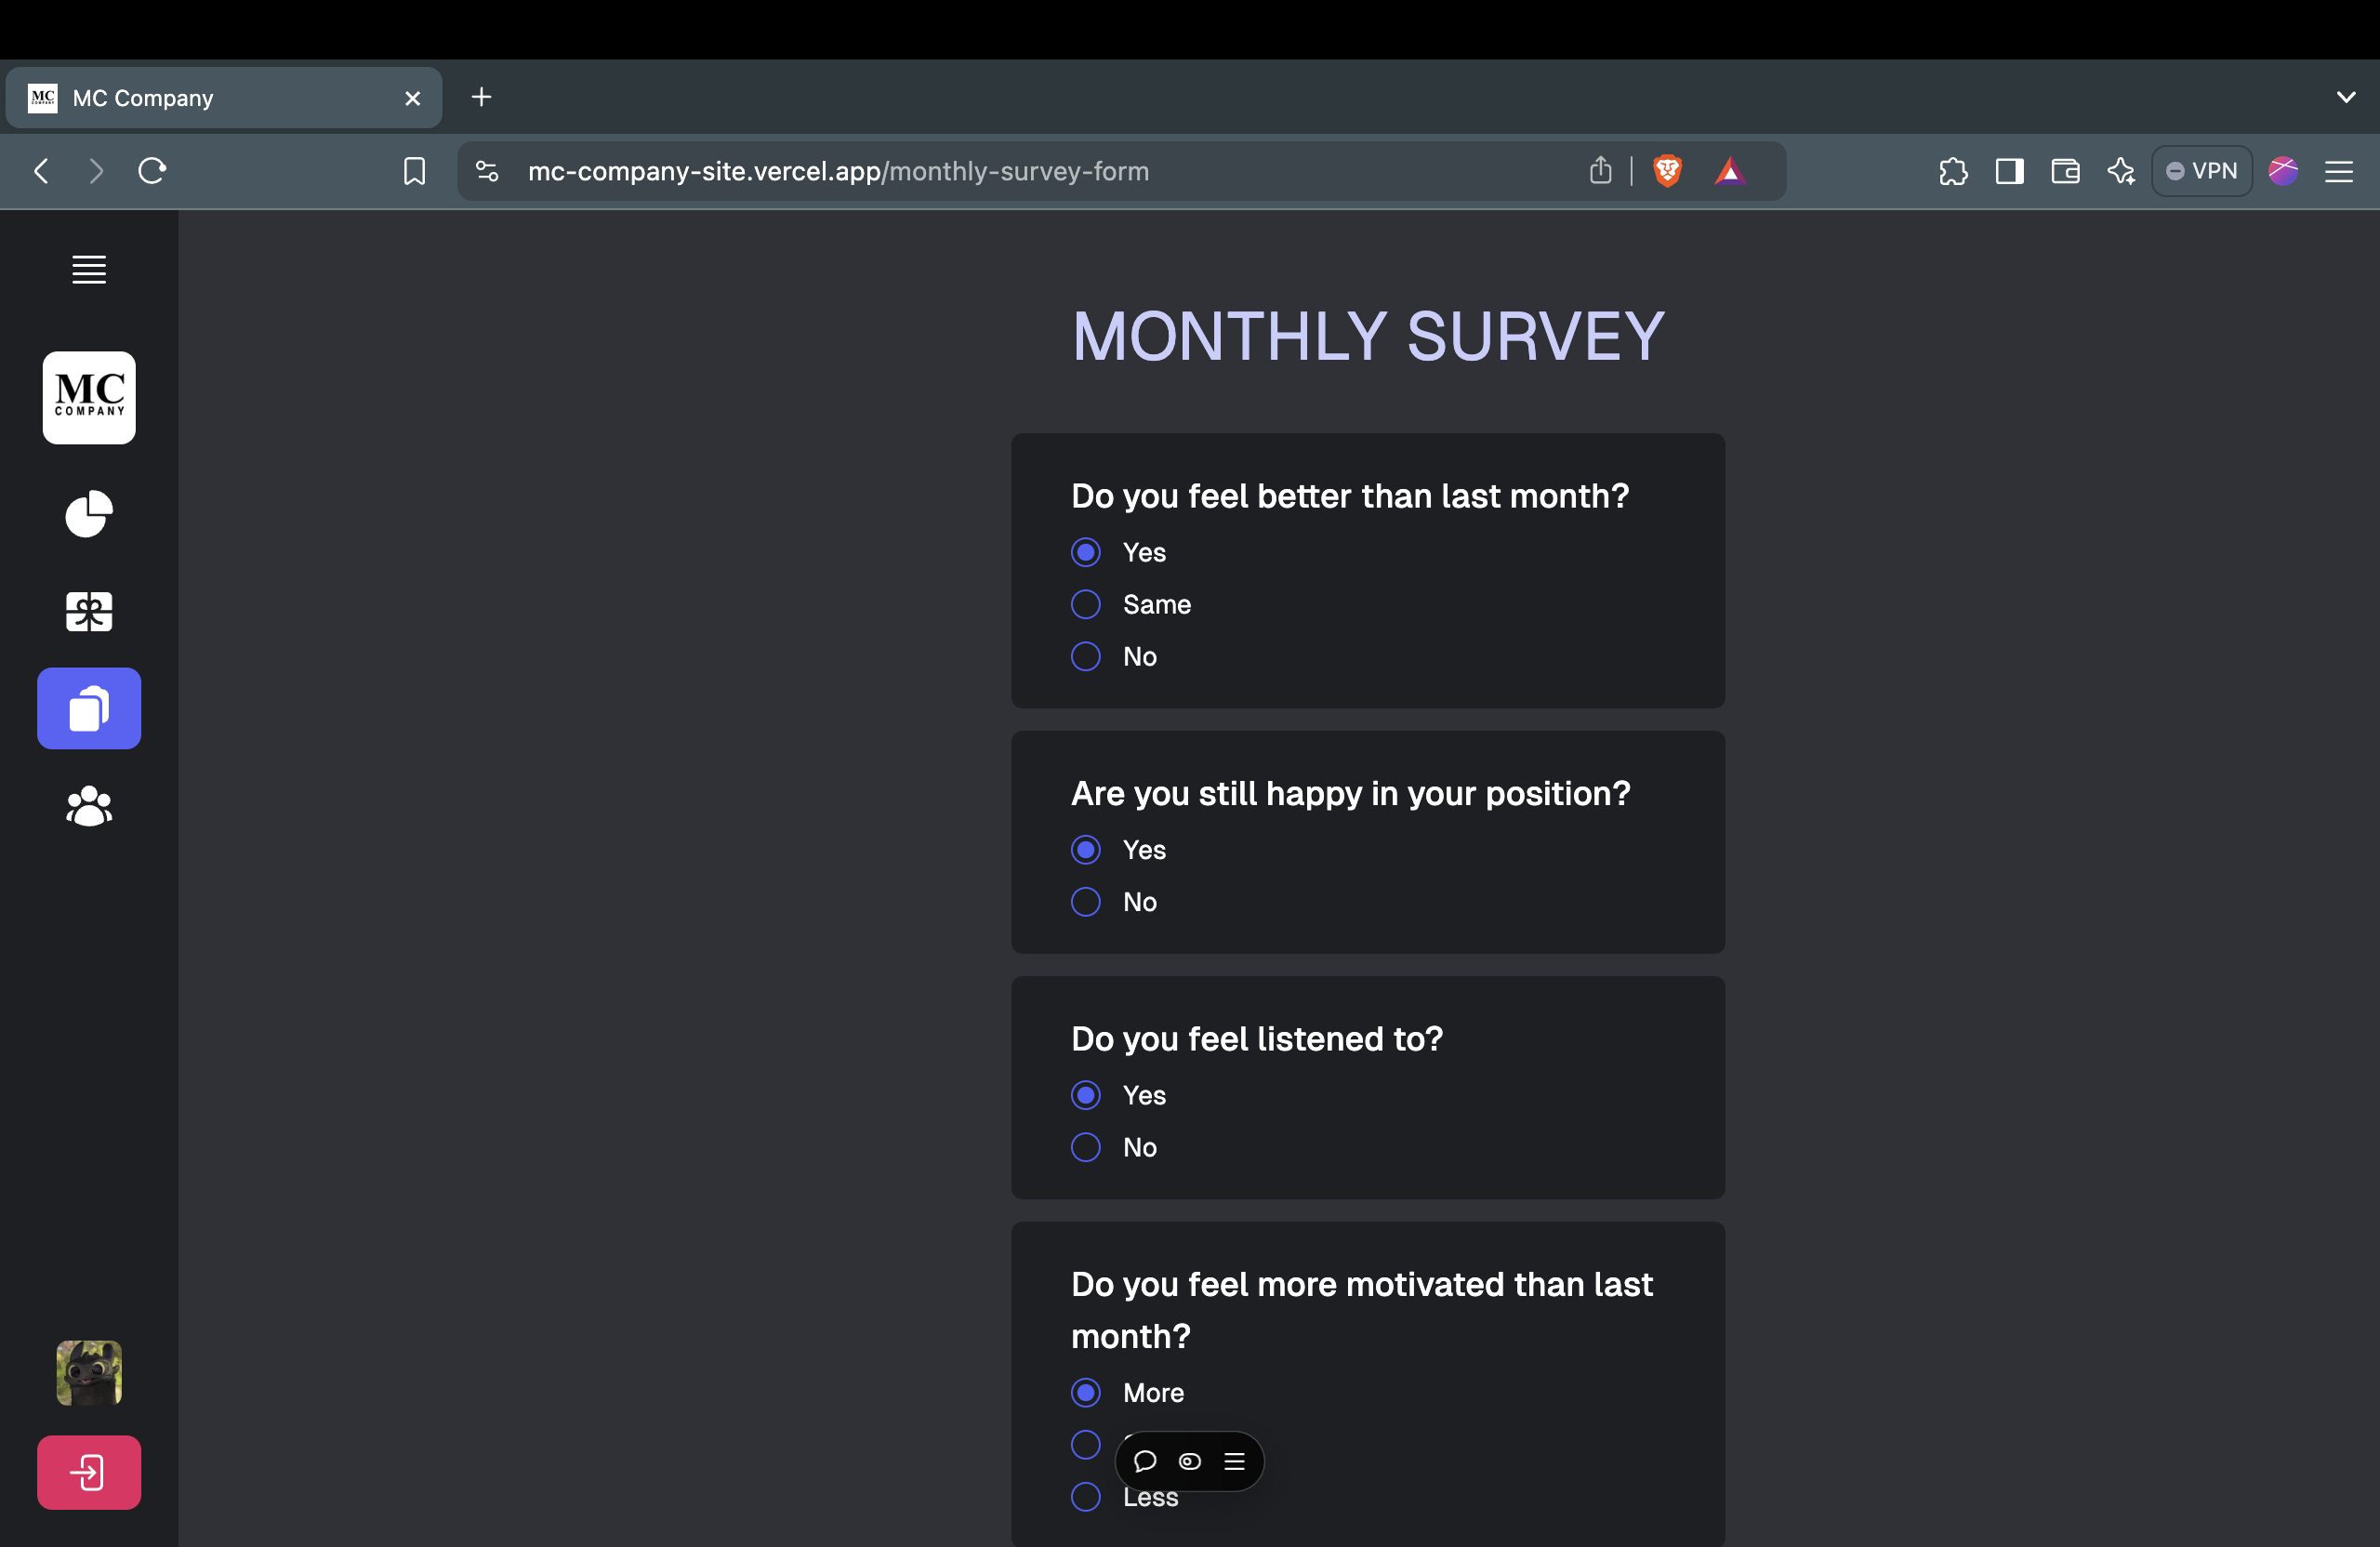 MC Company
mc-company-site.vercel.app/monthly-survey-form
VPN
MC
COMPANY
MONTHLY SURVEY
Do you feel better than last month?
Yes
Same
No
Are you still happy in your position?
Yes
No
Do you feel listened to?
Yes
No
Do you feel more motivated than last
month?
More
Less